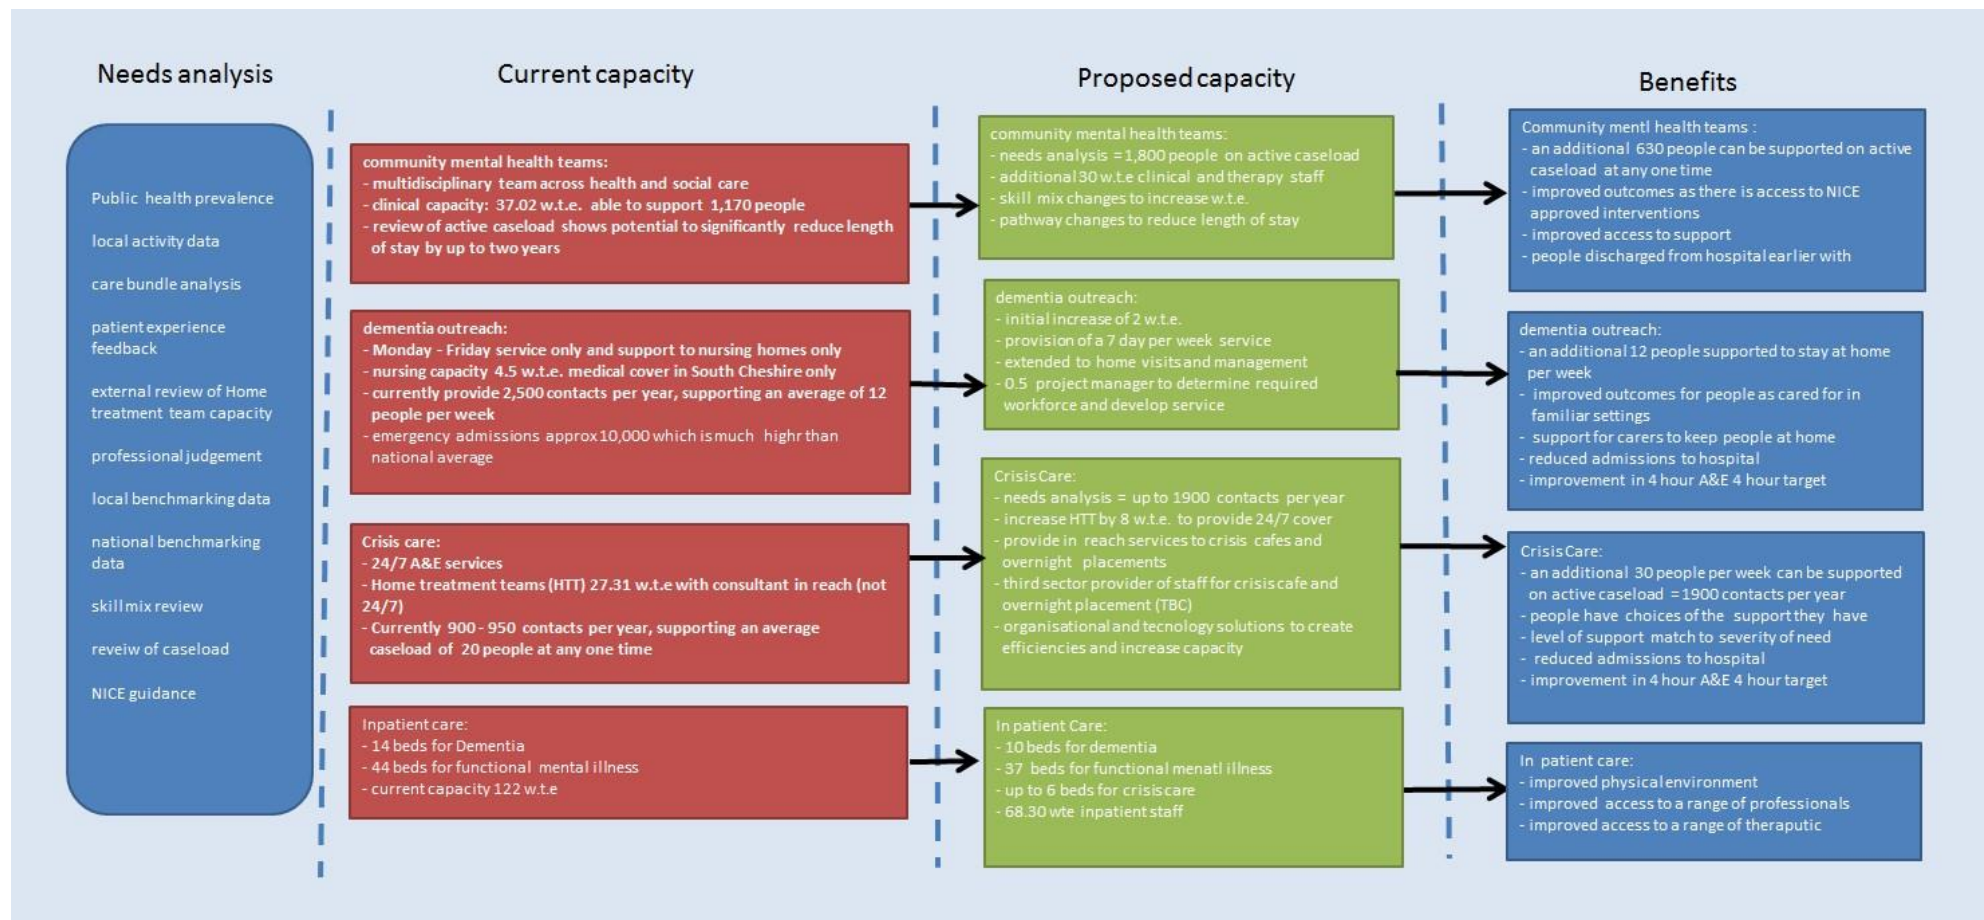 Needs analysis
Public health prevalence
local activity data
care bundle analysis
patient experience
feedback
external review of Home
treatment team capacity
professional judgement
local benchmarking data
national benchmarking
data
skill mix review
reveiw of caseload
NICE guidance
Current capacity
community mental health teams:
- multidisciplinary team across health and social care
- clinical capacity: 37.02 w.t.e. able to support 1,170 people
- review of active caseload shows potential to significantly reduce length
of stay by up to two years
dementia outreach:
- Monday - Friday service only and support to nursing homes only
- nursing capacity 4.5 w.t.e. medical cover in South Cheshire only
- currently provide 2,500 contacts per year, supporting an average of 12
people per week
- emergency admissions approx 10,000 which is much highr than
national average
Crisis care:
- 24/7 A&E services
- Home treatment teams (HTT) 27.31 w.t.e with consultant in reach (not
24/7)
- Currently 900 - 950 contacts per year, supporting an average
caseload of 20 people at any one time
Inpatient care:
- 14 beds for Dementia
- 44 beds for functional mental illness
- current capacity 122 w.t.e
Proposed capacity
community mental health teams:
- needs analysis = 1,800 people on active caseload
- additional 30 w.t.e clinical and therapy staff
- skill mix changes to increase w.t.e.
- pathway changes to reduce length of stay
dementia outreach:
- initial increase of 2 w.t.e.
- provision of a 7 day per week service
- extended to home visits and management
- 0.5 project manager to determine required
workforce and develop service
Crisis Care:
- needs analysis = up to 1900 contacts per year
- increase HTT by 8 w.t.e. to provide 24/7 cover
- provide in reach services to crisis cafes and
overnight placements
- third sector provider of staff for crisis cafe and
overnight placement (TBC)
- organisational and tecnology solutions to create
efficiencies and increase capacity
In patient Care:
- 10 beds for dementia
- 37 beds for functional menatl illness
- up to 6 beds for crisis care
- 68.30 wte inpatient staff
Benefits
Community mentl health teams :
- an additional 630 people can be supported on active
caseload at any one time
- improved outcomes as there is access to NICE
approved interventions
- improved access to support
- people discharged from hospital earlier with
dementia outreach:
- an additional 12 people supported to stay at home
per week
- improved outcomes for people as cared for in
familiar settings
- support for carers to keep people at home
- reduced admissions to hospital
- improvement in 4 hour A&E 4 hour target
Crisis Care:
- an additional 30 people per week can be supported
on active caseload = 1900 contacts per year
- people have choices of the support they have
- level of support match to severity of need
- reduced admissions to hospital
- improvement in 4 hour A&E 4 hour target
In patient care:
- improved physical environment
- improved access to a range of professionals
- improved access to a range of theraputic